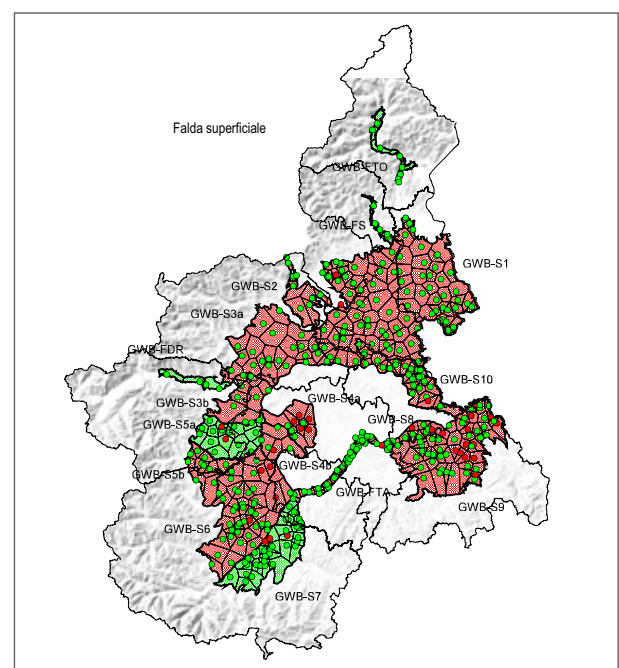 Falda superficiale
GWB-FTO
GWB-FS
GWB-S1
GWB-S2
GWB-S3a
GWB-FDR
GWB-S10
GWB-S3b
GWB-S4a
GWB-S8
GWB-S5a
GWB-S4b
GWB-S5b
GWB-FTA
GWB-S9
GWB-S6
GWB-S7